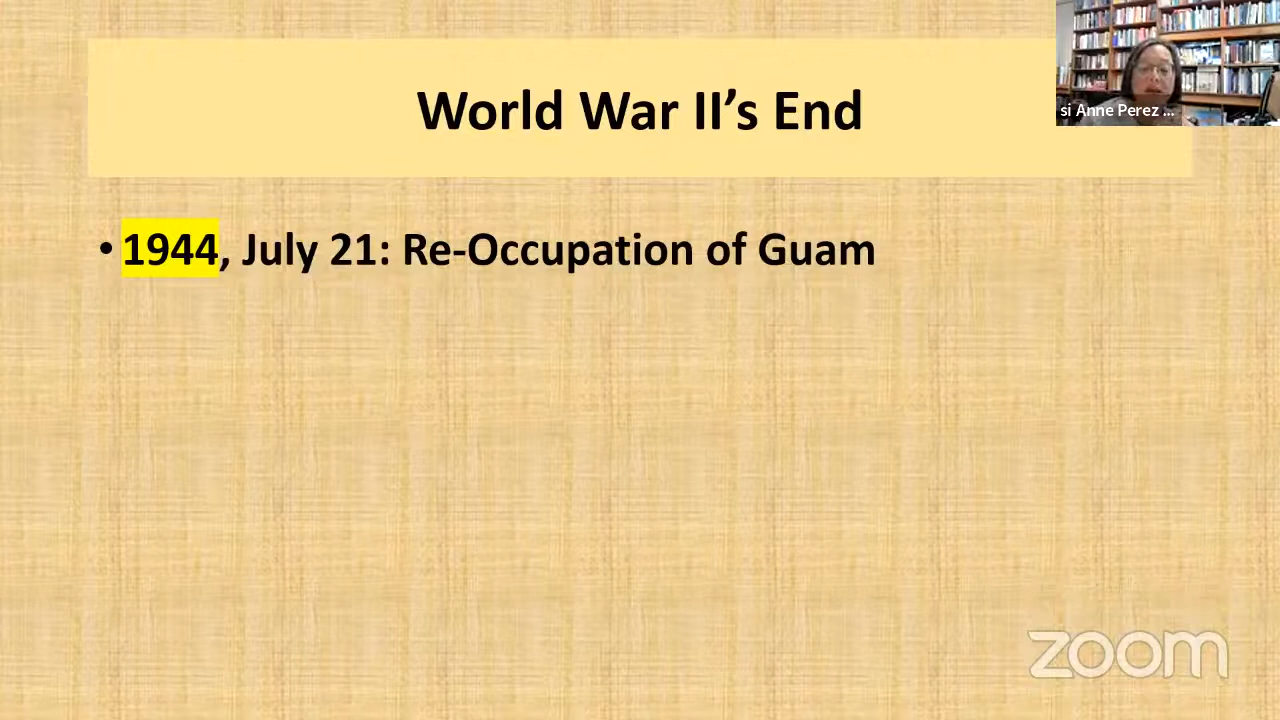 World War II’s End
si Anne Perez ...
• 1944, July 21: Re-Occupation of Guam
zoom